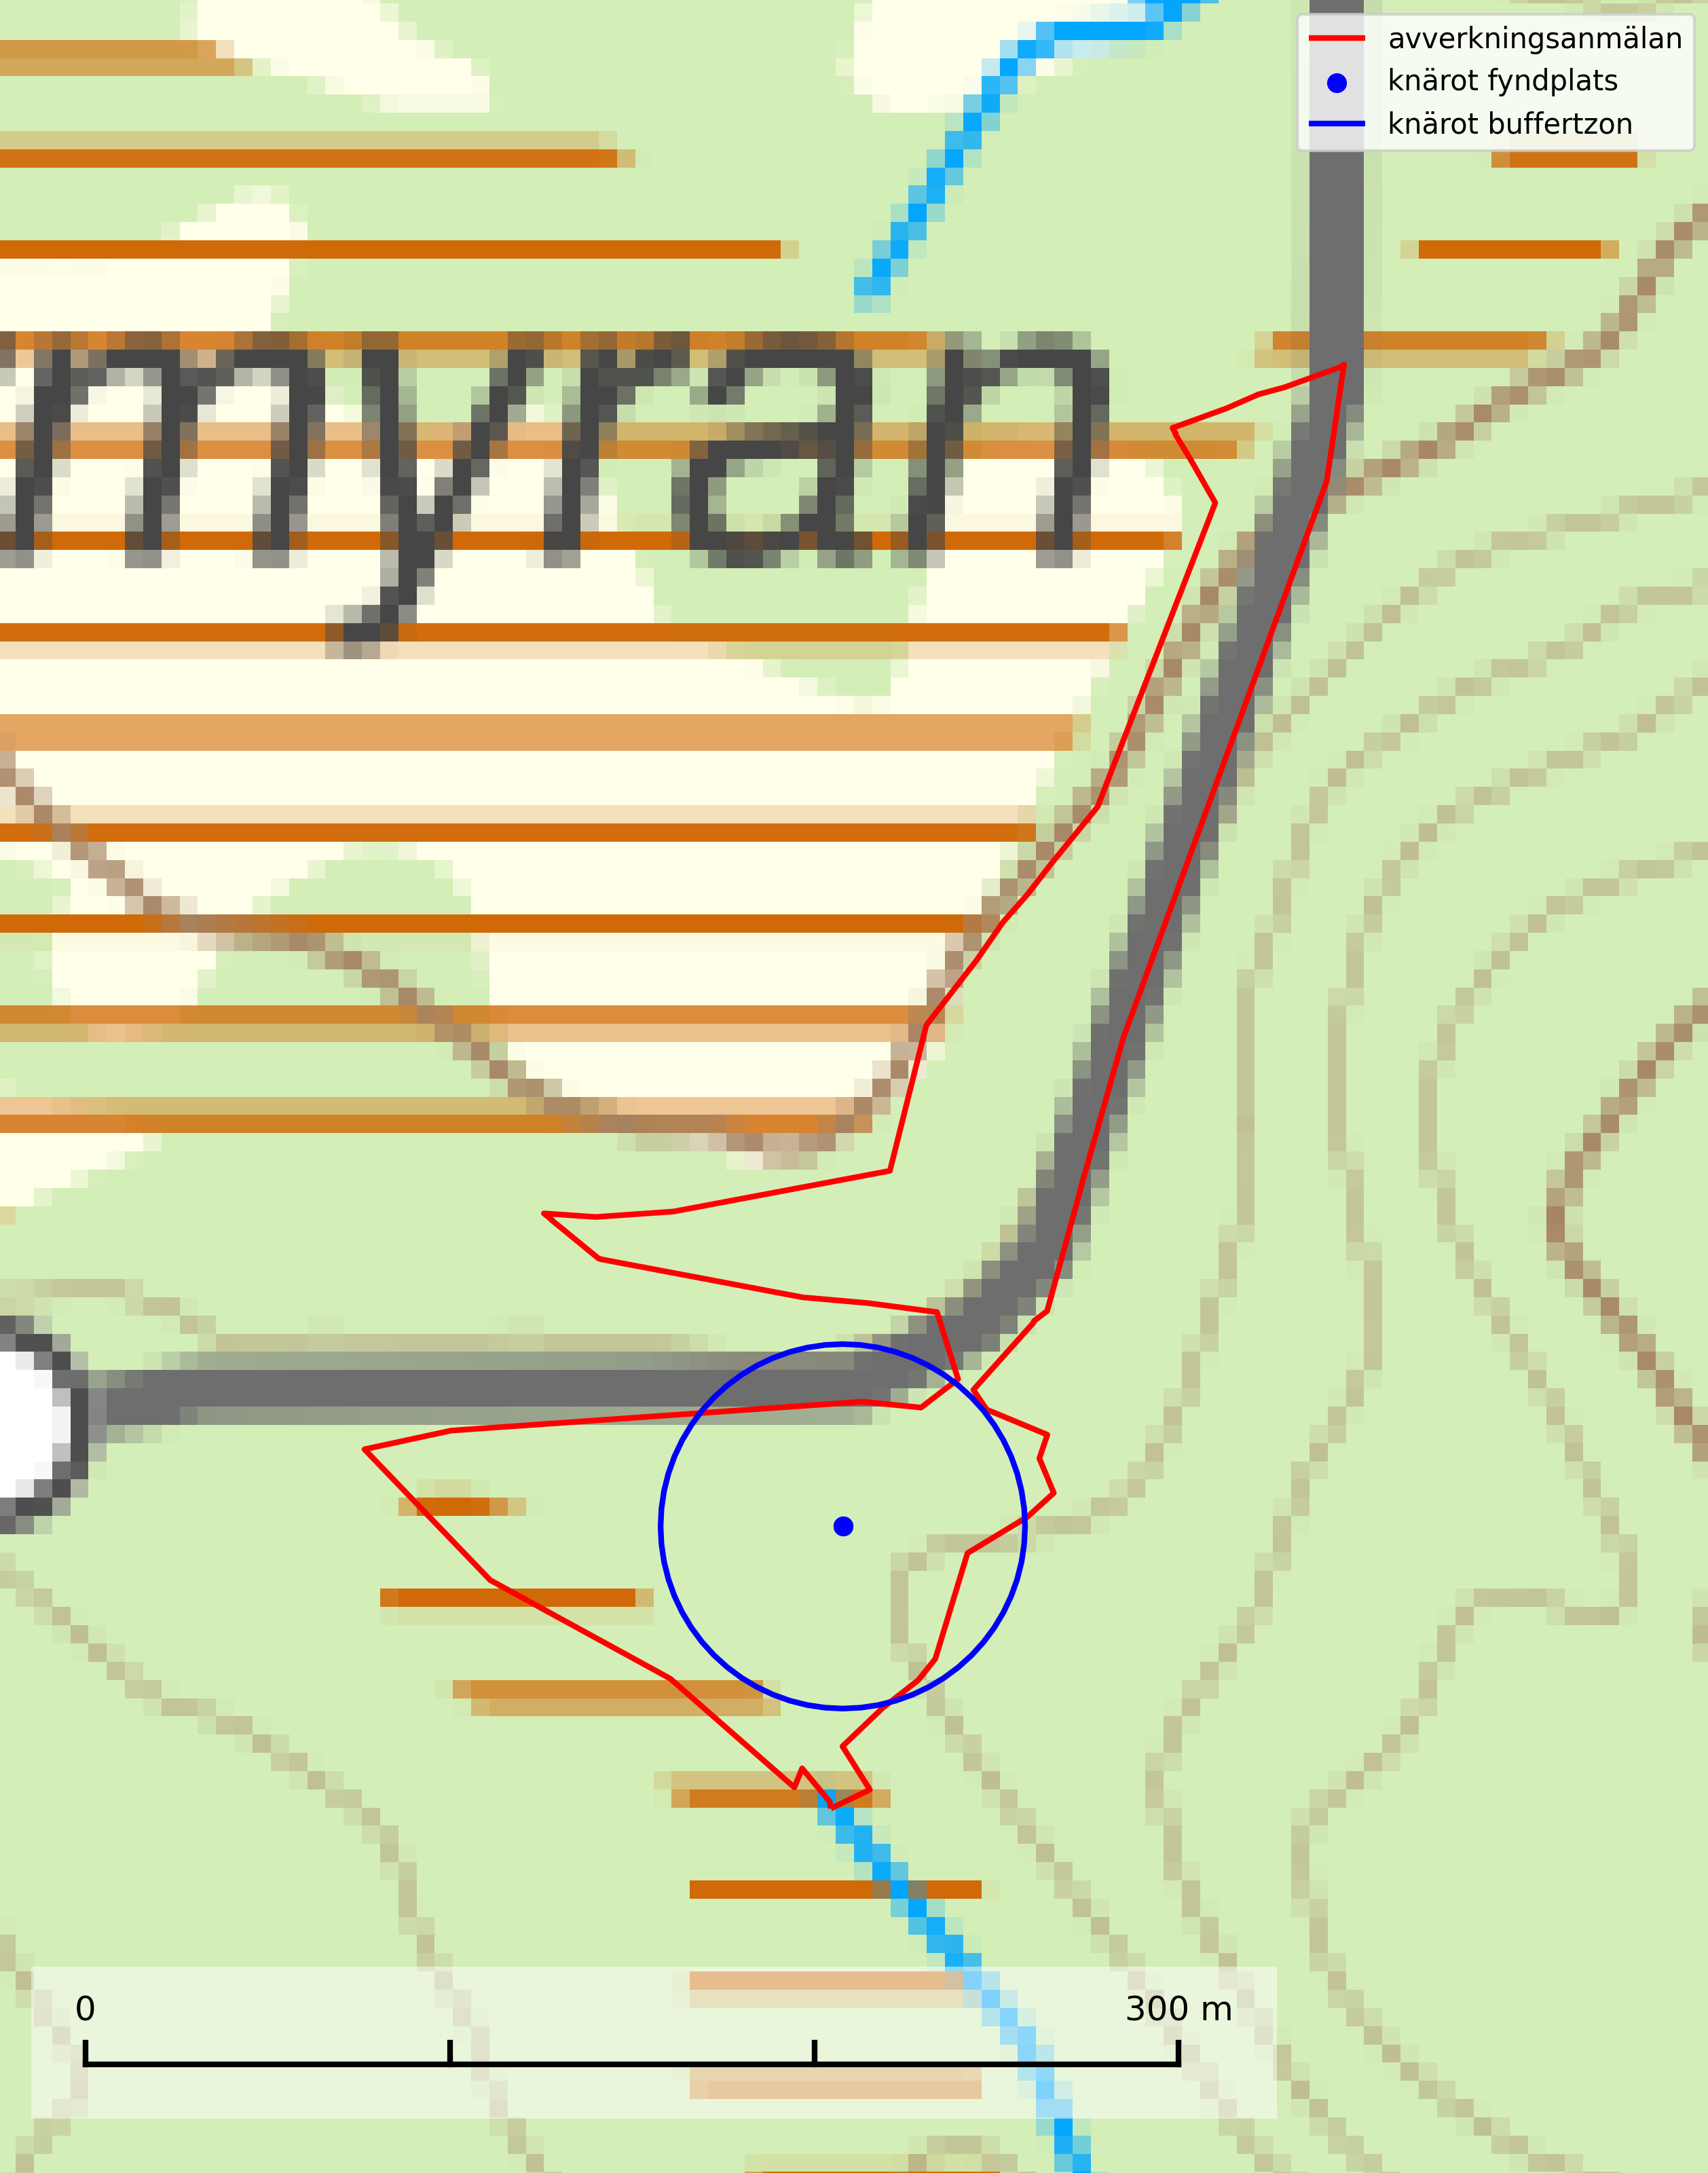 avverkningsanmälan
knärot fyndplats
knärot buffertzon
myran
0 300 m